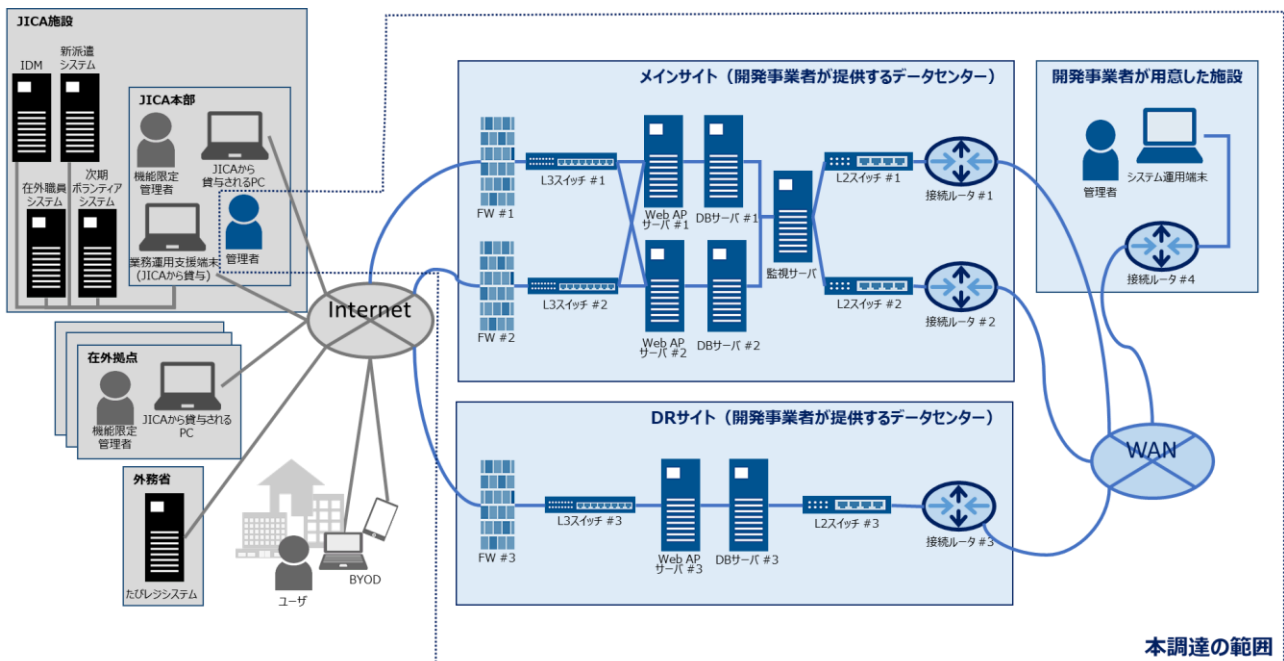 JICA施設
IDM
新派遣
システム
JICA本部
機能限定
管理者
JICAから
貸与されるPC
在外職員
システム
次期
ボランティア
システム
業務運用支援端末
(JICAから貸与)
管理者
在外拠点
機能限定
管理者
JICAから貸与される
PC
外務省
たびレジシステム
Internet
ユーザ
BYOD
メインサイト（開発事業者が提供するデータセンター）
FW #1
L3スイッチ #1
Web AP
サーバ #1
DBサーバ #1
L2スイッチ #1
接続ルータ #1
監視サーバ
FW #2
L3スイッチ #2
Web AP
サーバ #2
DBサーバ #2
L2スイッチ #2
接続ルータ #2
DRサイト（開発事業者が提供するデータセンター）
FW #3
L3スイッチ #3
Web AP
サーバ #3
DBサーバ #3
L2スイッチ #3
接続ルータ #3
開発事業者が用意した施設
管理者
システム運用端末
接続ルータ #4
WAN
本調達の範囲